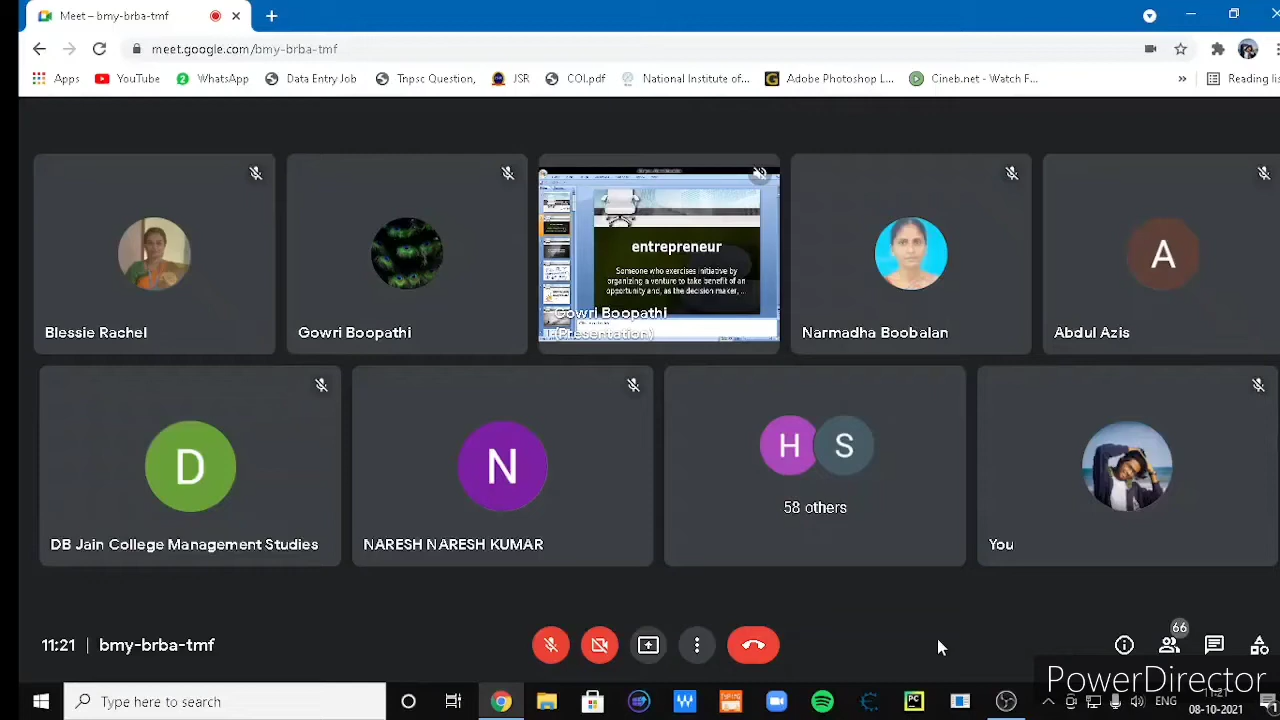 Meet – bmy-brba-tmf
meet.google.com/bmy-brba-tmf
Apps YouTube WhatsApp Data Entry Job Tnpsc Question, JSR COI.pdf National Institute of... Adobe Photoshop L... Cineb.net - Watch F... » Reading list
entrepreneur
Someone who exercises initiative by
organizing a venture to take benefit of an
opportunity and, as the decision maker, ...
Gowri Boopathi
(Presentation)
Blessie Rachel
Gowri Boopathi
Narmadha Boobalan
A
Abdul Azis
D
DB Jain College Management Studies
N
NARESH NARESH KUMAR
H S
58 others
You
11:21 | bmy-brba-tmf
66
PowerDirector
Type here to search
ENG
11:21
08-10-2021